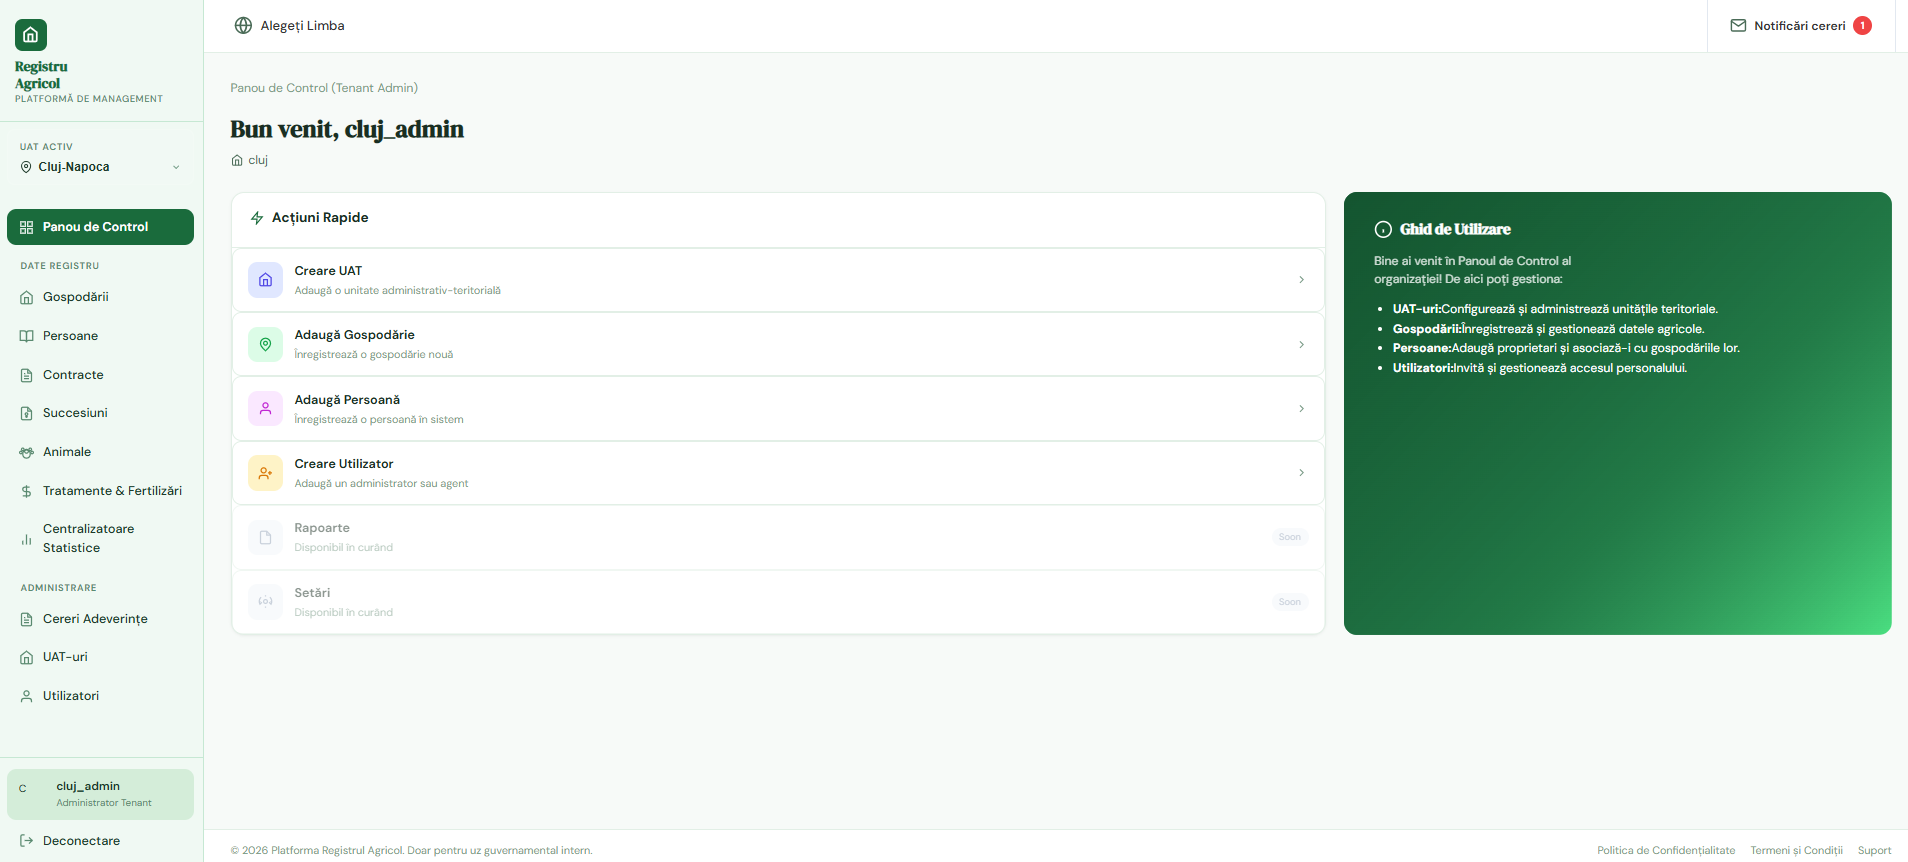 Registru
Agricol
PLATFORMĂ DE MANAGEMENT
UAT ACTIV
Cluj-Napoca
Panou de Control
DATE REGISTRU
Gospodării
Persoane
Contracte
Succesiuni
Animale
Tratamente & Fertilizări
Centralizatoare
Statistice
ADMINISTRARE
Cereri Adeverințe
UAT-uri
Utilizatori
C
cluj_admin
Administrator Tenant
Deconectare
Alegeți Limba
Notificări cereri 1
Panou de Control (Tenant Admin)
Bun venit, cluj_admin
cluj
Acțiuni Rapide
Creare UAT
Adaugă o unitate administrativ-teritorială
Adaugă Gospodărie
Înregistrează o gospodărie nouă
Adaugă Persoană
Înregistrează o persoană în sistem
Creare Utilizator
Adaugă un administrator sau agent
Rapoarte
Disponibil în curând
Soon
Setări
Disponibil în curând
Soon
Ghid de Utilizare
Bine ai venit în Panoul de Control al
organizației! De aici poți gestiona:
UAT-uri:Configurează și administrează unitățile teritoriale.
Gospodării:Înregistrează și gestionează datele agricole.
Persoane:Adaugă proprietari și asociază-i cu gospodăriile lor.
Utilizatori:Invită și gestionează accesul personalului.
© 2026 Platforma Registrul Agricol. Doar pentru uz guvernamental intern.
Politica de Confidențialitate
Termeni și Condiții
Suport